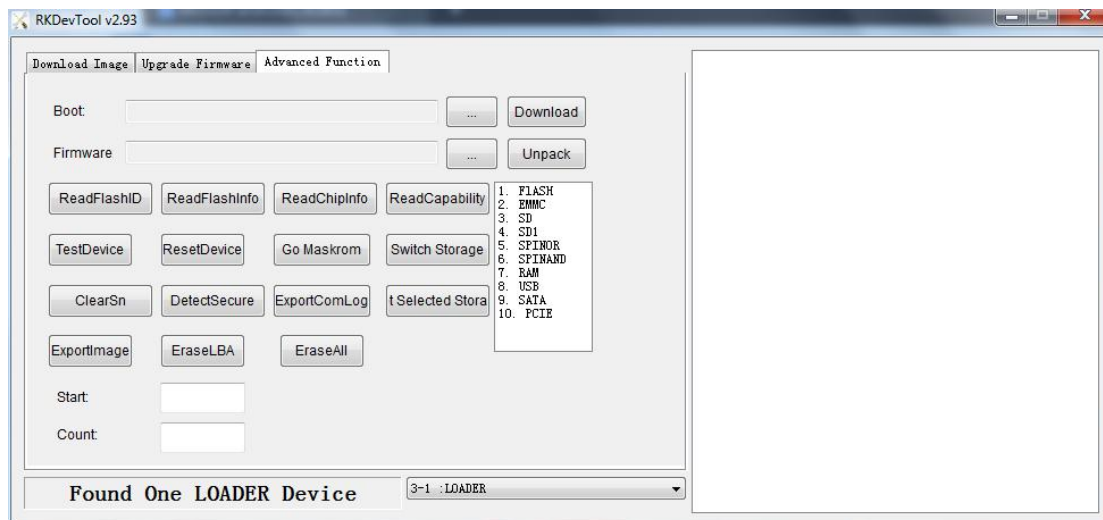 RKDevTool v2.93
Download Image Upgrade Firmware Advanced Function
Boot: ... Download
Firmware ... Unpack
ReadFlashID ReadFlashInfo ReadChipInfo ReadCapability
TestDevice ResetDevice Go Maskrom Switch Storage
ClearSn DetectSecure ExportComLog t Selected Stora
ExportImage EraseLBA EraseAll
1. FlASH
2. EMMC
3. SD
4. SD1
5. SPINOR
6. SPINAND
7. RAM
8. USB
9. SATA
10. PCIE
Start:
Count:
Found One LOADER Device
3-1 :LOADER